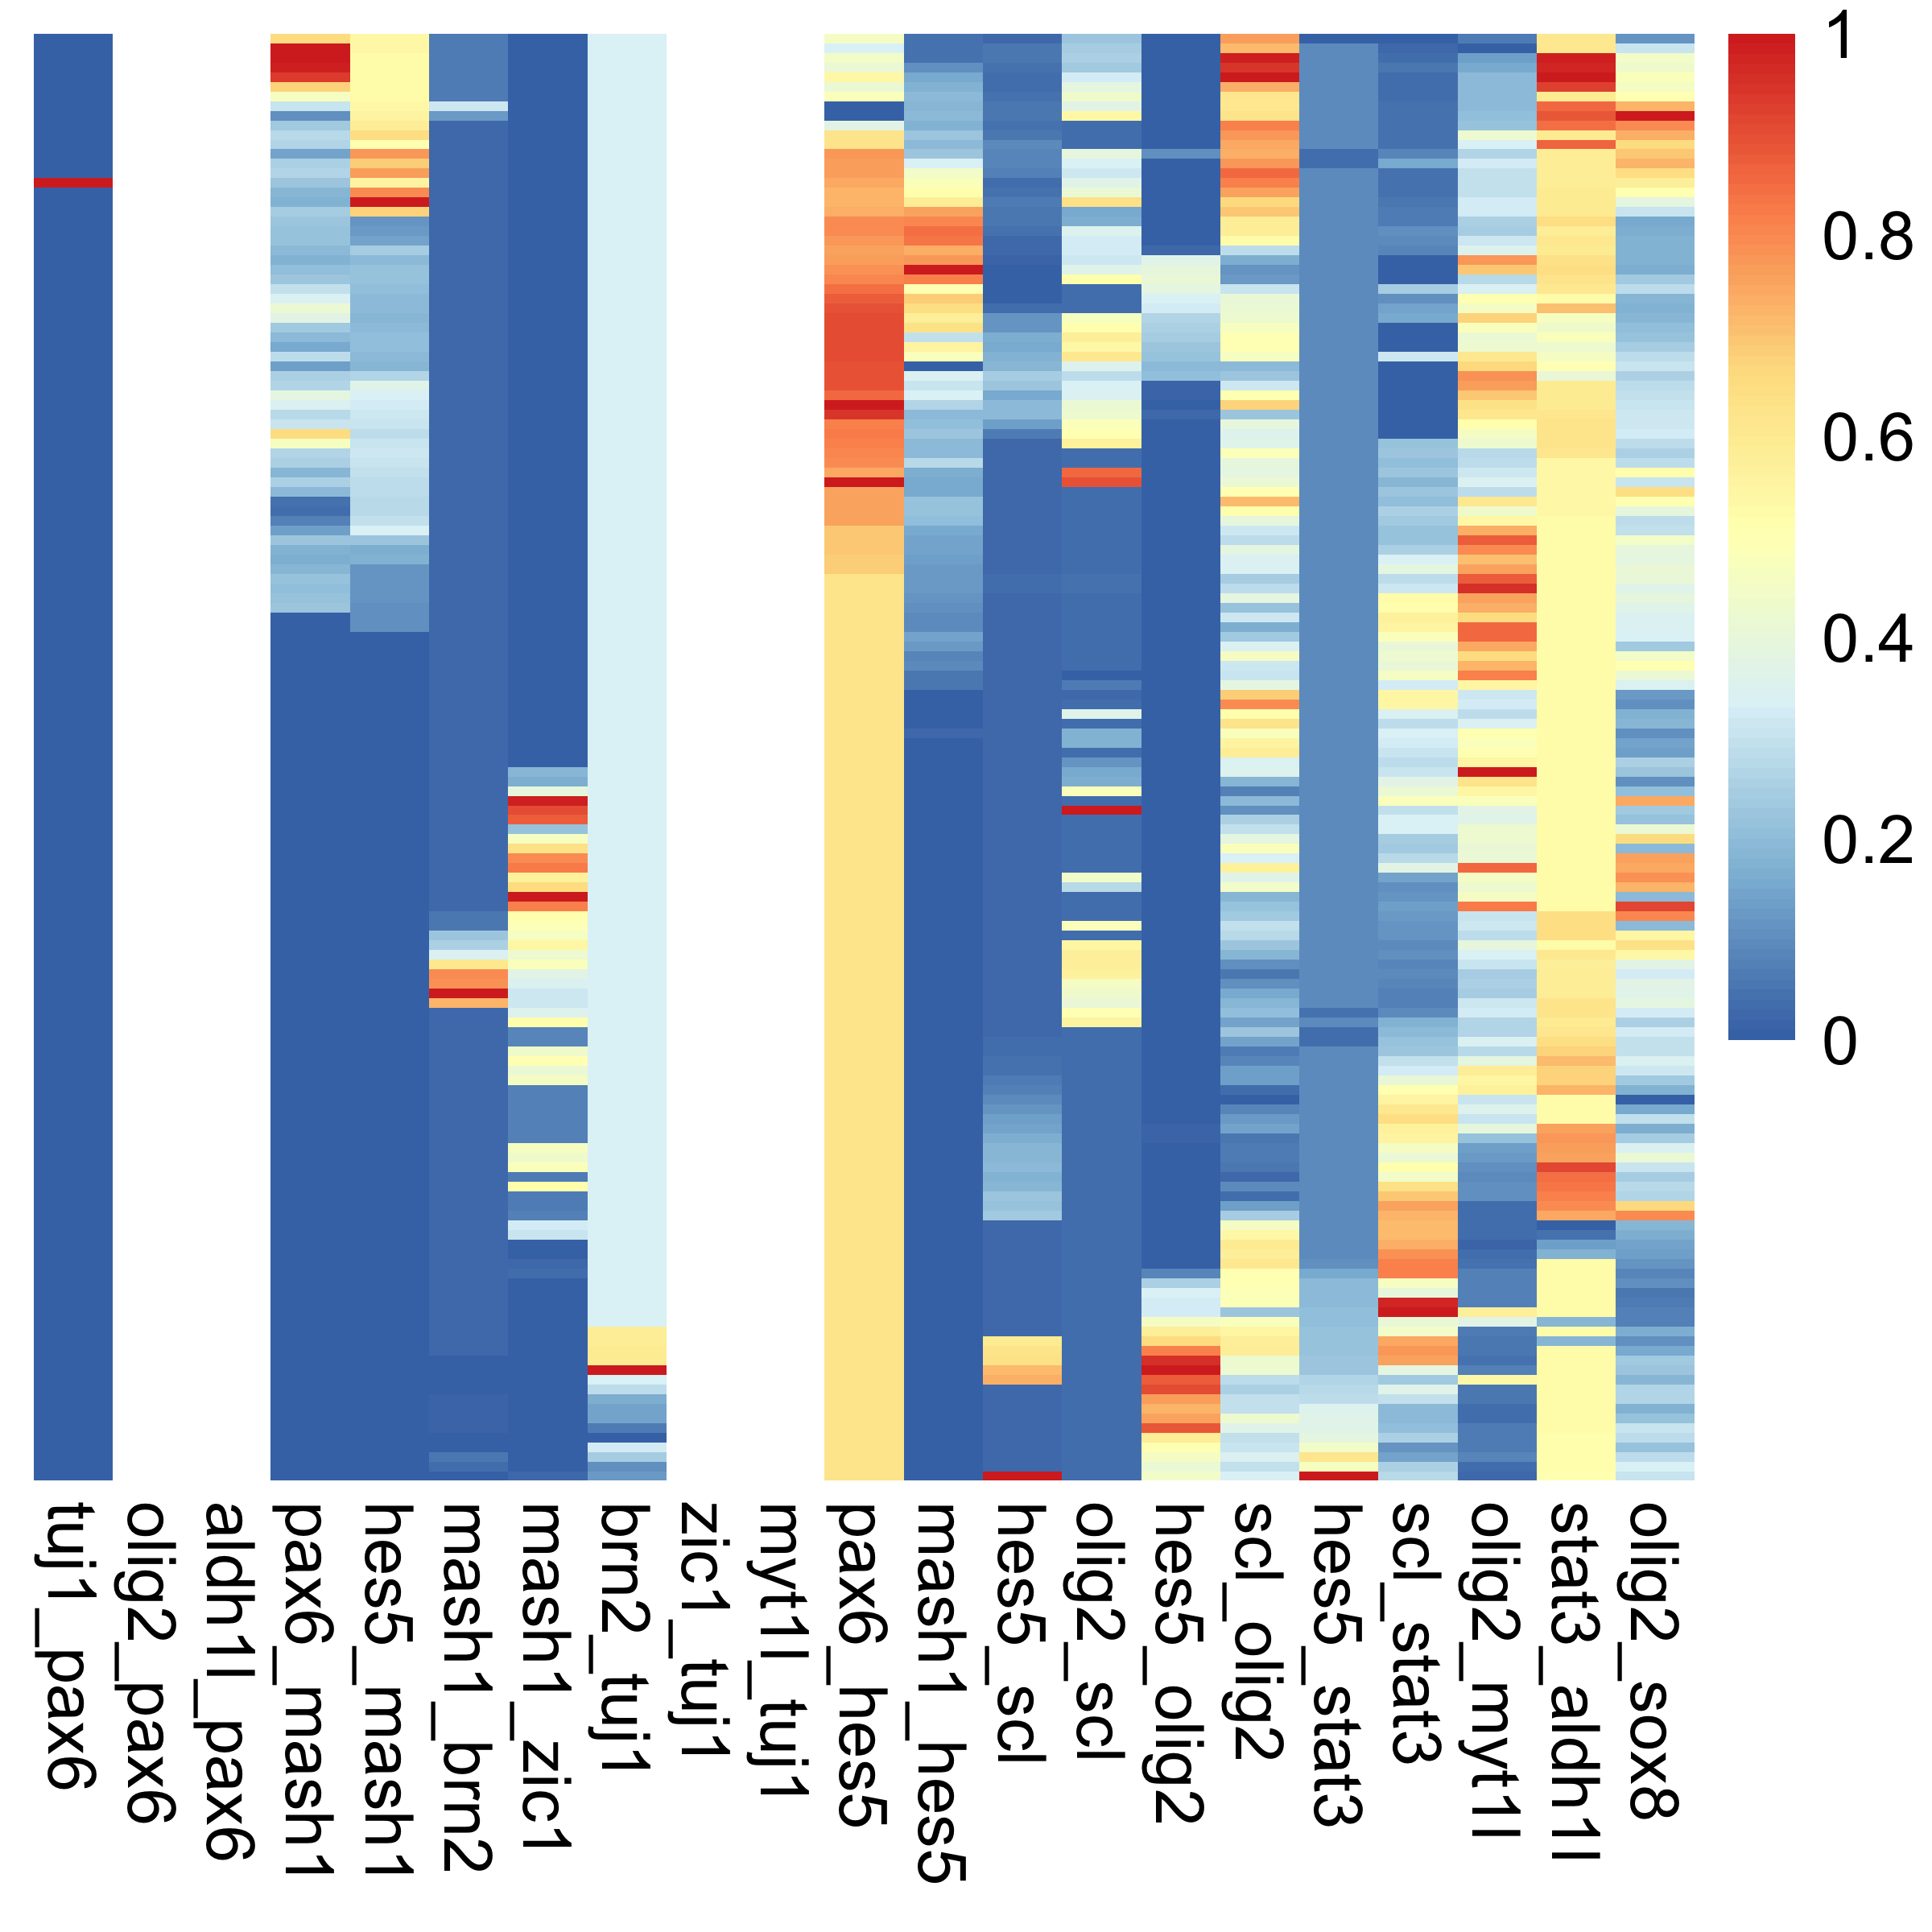 1
0.8
0.6
0.4
0.2
0
tuj1_pax6
olig2_pax6
aldh1l_pax6
pax6_mash1
hes5_mash1
mash1_brn2
mash1_zic1
brn2_tuj1
zic1_tuj1
myt1l_tuj1
pax6_hes5
mash1_hes5
hes5_scl
olig2_scl
hes5_olig2
scl_olig2
hes5_stat3
scl_stat3
olig2_myt1l
stat3_aldh1l
olig2_sox8